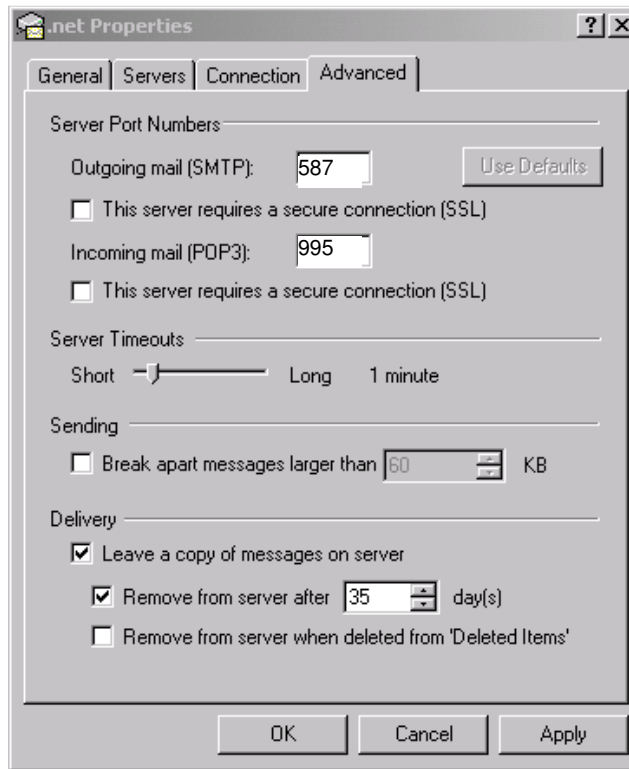 .net Properties
General Servers Connection Advanced
Server Port Numbers
Outgoing mail (SMTP): 587 Use Defaults
This server requires a secure connection (SSL)
Incoming mail (POP3): 995
This server requires a secure connection (SSL)
Server Timeouts
Short Long 1 minute
Sending
Break apart messages larger than 60 KB
Delivery
Leave a copy of messages on server
Remove from server after 35 day(s)
Remove from server when deleted from 'Deleted Items'
OK Cancel Apply